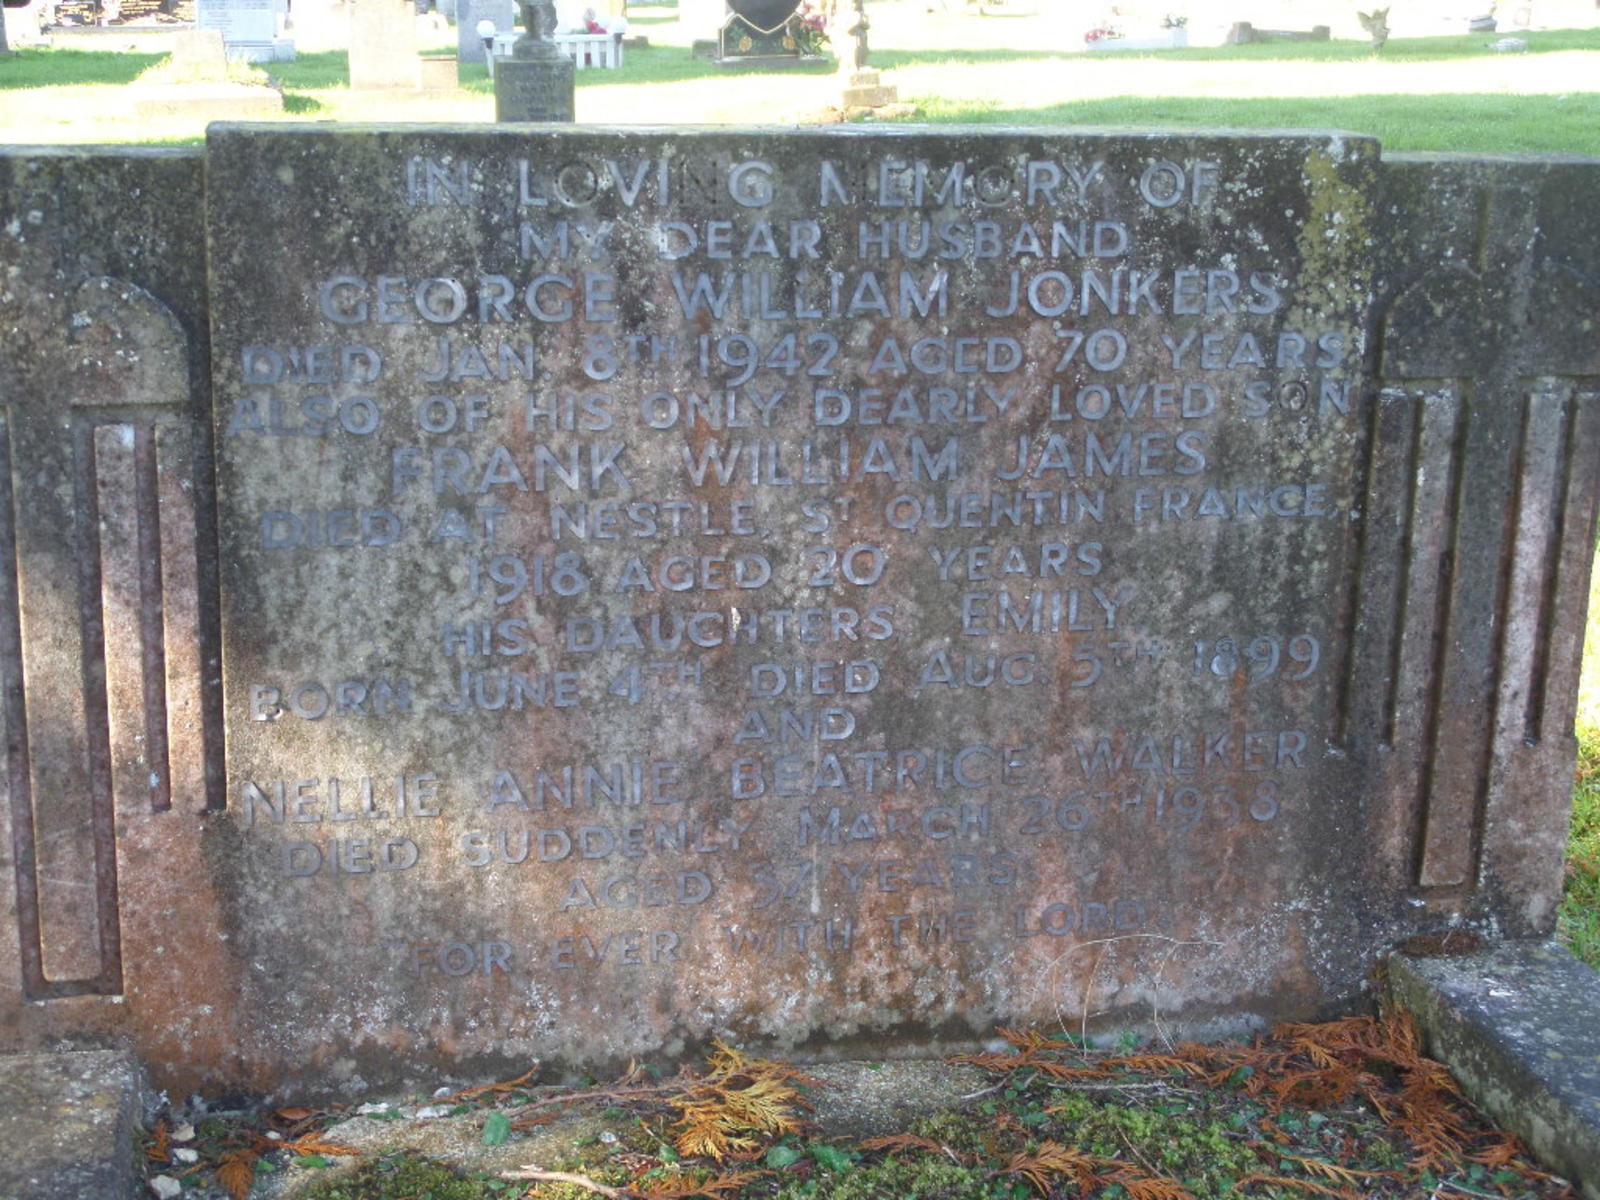 IN LOVING MEMORY OF
MY DEAR HUSBAND
GEORGE WILLIAM JONKERS
DIED JAN 8TH 1942 AGED 70 YEARS
ALSO OF HIS ONLY DEARLY LOVED SON
FRANK WILLIAM JAMES
DIED AT NESTLE, ST QUENTIN FRANCE,
1918 AGED 20 YEARS
HIS DAUGHTERS EMILY,
BORN JUNE 4TH DIED AUG. 5TH 1899
AND
NELLIE ANNIE BEATRICE WALKER
DIED SUDDENLY MARCH 26TH 1938
AGED 37 YEARS.
"FOR EVER WITH THE LORD."